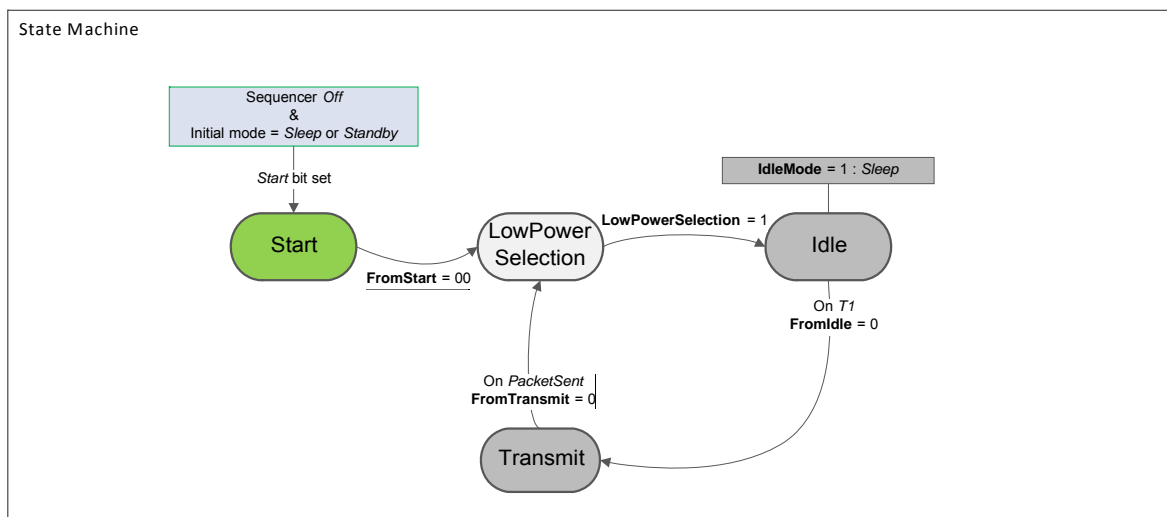 State Machine
Sequencer Off
&
Initial mode = Sleep or Standby
Start bit set
IdleMode = 1 : Sleep
Start
LowPower
Selection
LowPowerSelection = 1
Idle
FromStart = 00
On T1
FromIdle = 0
On PacketSent
FromTransmit = 0
Transmit